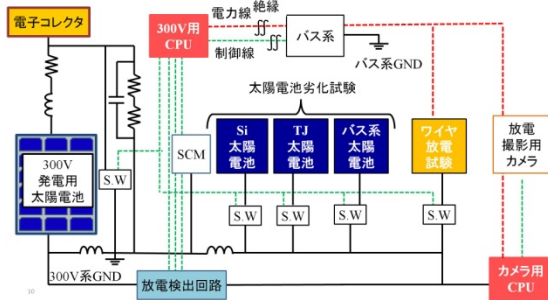 電子コレクタ
300V用
CPU
電力線
絶縁
制御線
バス系
バス系GND
太陽電池劣化試験
300V
発電用
太陽電池
S.W
SCM
Si
太陽
電池
TJ
太陽
電池
バス系
太陽
電池
ワイヤ
放電
試験
放電
撮影用
カメラ
S.W
S.W
S.W
S.W
300V系GND
放電検出回路
カメラ用
CPU
30